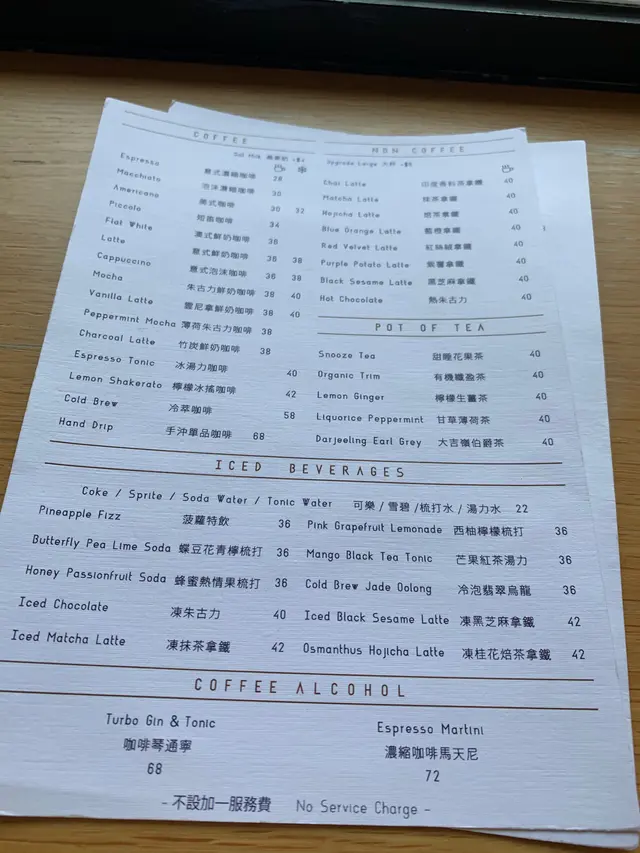 COFFEE
Soy Milk
Espresso 意式濃縮咖啡 28
Macchiato 泡沫濃縮咖啡 30
Americano 美式咖啡 30 32
Piccolo 短笛咖啡 34
Flat White 澳式鮮奶咖啡 36
Latte 意式鮮奶咖啡 36 38
Cappuccino 意式泡沫咖啡 36 38
Mocha 朱古力鮮奶咖啡 38 40
Vanilla Latte 雲尼拿鮮奶咖啡 38 40
Peppermint Mocha 薄荷朱古力咖啡 38
Charcoal Latte 竹炭鮮奶咖啡 38
Espresso Tonic 冰湯力咖啡 40
Lemon Shakerato 檸檬冰搖咖啡 42
Cold Brew 冷萃咖啡 58
Hand Drip 手沖單品咖啡 68
NON COFFEE
Upgrade Large 大杯
Chai Latte 印度香料茶拿鐵 40
Matcha Latte 抹茶拿鐵 40
Hojicha Latte 焙茶拿鐵 40
Blue Orange Latte 藍橙拿鐵 40
Red Velvet Latte 紅絲絨拿鐵 40
Purple Potato Latte 紫薯拿鐵 40
Black Sesame Latte 黑芝麻拿鐵 40
Hot Chocolate 熱朱古力 40
POT OF TEA
Snooze Tea 甜睡花果茶 40
Organic Trim 有機纖盈茶 40
Lemon Ginger 檸檬生薑茶 40
Liquorice Peppermint 甘草薄荷茶 40
Darjeeling Earl Grey 大吉嶺伯爵茶 40
ICED BEVERAGES
Coke / Sprite / Soda Water / Tonic Water 可樂 / 雪碧 / 梳打水 / 湯力水 22
Pineapple Fizz 菠蘿特飲 36 Pink Grapefruit Lemonade 西柚檸檬梳打 36
Butterfly Pea Lime Soda 蝶豆花青檸梳打 36 Mango Black Tea Tonic 芒果紅茶湯力 36
Honey Passionfruit Soda 蜂蜜熱情果梳打 36 Cold Brew Jade Oolong 冷泡翡翠烏龍 36
Iced Chocolate 凍朱古力 40 Iced Black Sesame Latte 凍黑芝麻拿鐵 42
Iced Matcha Latte 凍抹茶拿鐵 42 Osmanthus Hojicha Latte 凍桂花焙茶拿鐵 42
COFFEE ALCOHOL
Turbo Gin & Tonic
咖啡琴通寧
68
Espresso Martini
濃縮咖啡馬天尼
72
- 不設加一服務費 No Service Charge -